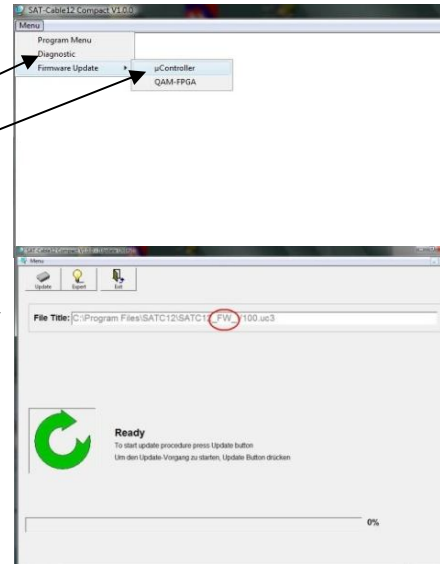 SAT-Cable12 Compact V1.0.0
Menu
Program Menu
Diagnostic
Firmware Update
µController
QAM-FPGA
Menu
Update
Expert
Exit
File Title: C:\Program Files\SATC12\SATC12_FW_V100.uc3
Ready
To start update procedure press Update button
Um den Update-Vorgang zu starten, Update Button drücken
0%